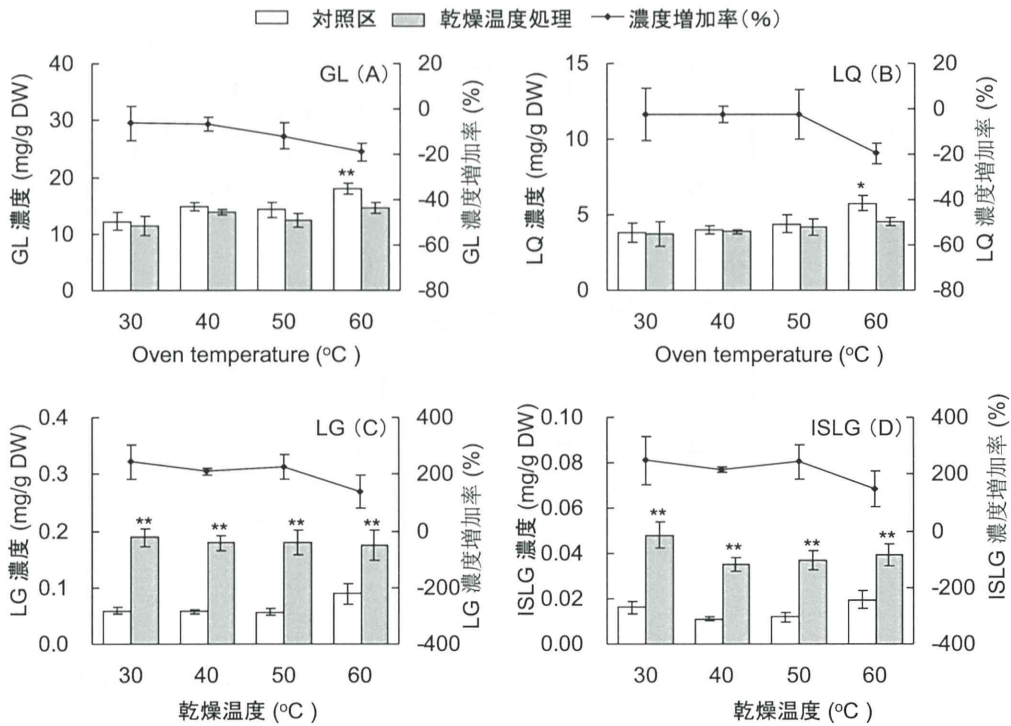 対照区 乾燥温度処理 濃度増加率(%)
GL (A)
GL 濃度 (mg/g DW)
40
30
20
10
0
20
0
-20
-40
-60
-80
GL 濃度増加率 (%)
**
30 40 50 60
Oven temperature (°C )
LQ (B)
LQ 濃度 (mg/g DW)
15
10
5
0
20
0
-20
-40
-60
-80
LQ 濃度増加率 (%)
*
30 40 50 60
Oven temperature (°C )
LG (C)
LG 濃度 (mg/g DW)
0.4
0.3
0.2
0.1
0.0
400
200
0
-200
-400
LG 濃度増加率 (%)
** ** ** **
30 40 50 60
乾燥温度 (°C )
ISLG (D)
ISLG 濃度 (mg/g DW)
0.10
0.08
0.06
0.04
0.02
0.00
400
200
0
-200
-400
ISLG 濃度増加率 (%)
** ** ** **
30 40 50 60
乾燥温度 (°C )